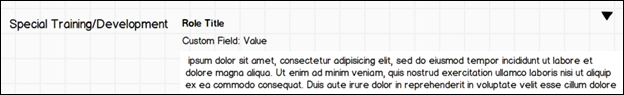 Special Training/Development
Role Title
Custom Field: Value
ipsum dolor sit amet, consectetur adipisicing elit, sed do eiusmod tempor incididunt ut labore et
dolore magna aliqua. Ut enim ad minim veniam, quis nostrud exercitation ullamco laboris nisi ut aliquip
ex ea commodo consequat. Duis aute irure dolor in reprehenderit in voluptate velit esse cillum dolore